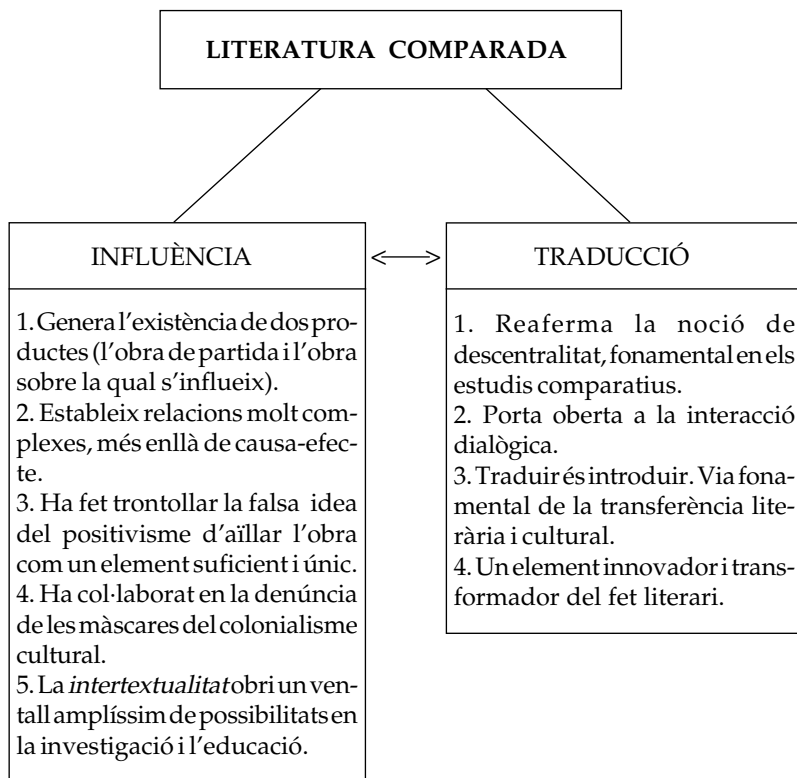 LITERATURA COMPARADA
INFLUÈNCIA
1. Genera l'existència de dos pro-
ductes (l'obra de partida i l'obra
sobre la qual s'influeix).
2. Estableix relacions molt com-
plexes, més enllà de causa-efec-
te.
3. Ha fet trontollar la falsa idea
del positivisme d'aïllar l'obra
com un element suficient i únic.
4. Ha col·laborat en la denúncia
de les màscares del colonialisme
cultural.
5. La intertextualitat obri un ven-
tall amplíssim de possibilitats en
la investigació i l'educació.
TRADUCCIÓ
1. Reaferma la noció de
descentralitat, fonamental en els
estudis comparatius.
2. Porta oberta a la interacció
dialògica.
3. Traduir és introduir. Via fona-
mental de la transferència lite-
rària i cultural.
4. Un element innovador i trans-
formador del fet literari.